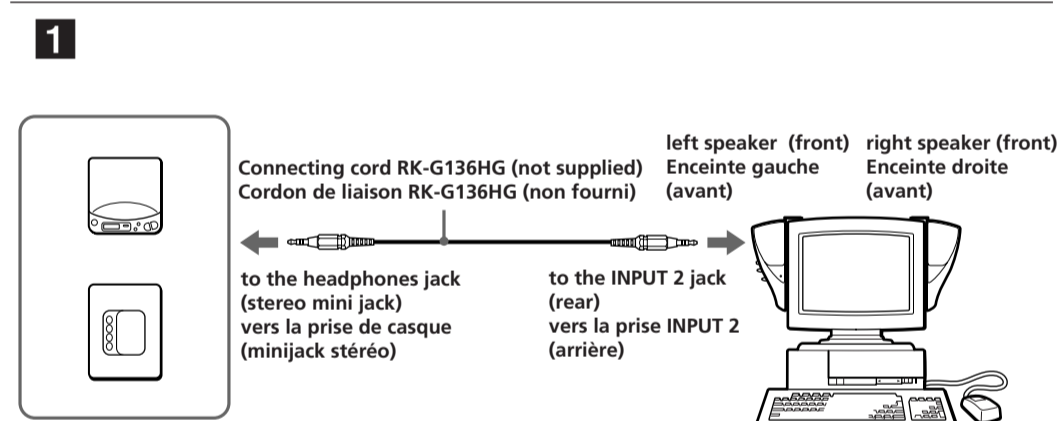 1
Connecting cord RK-G136HG (not supplied)
Cordon de liaison RK-G136HG (non fourni)
left speaker (front)
Enceinte gauche
(avant)
right speaker (front)
Enceinte droite
(avant)
to the headphones jack
(stereo mini jack)
vers la prise de casque
(minijack stéréo)
to the INPUT 2 jack
(rear)
vers la prise INPUT 2
(arrière)